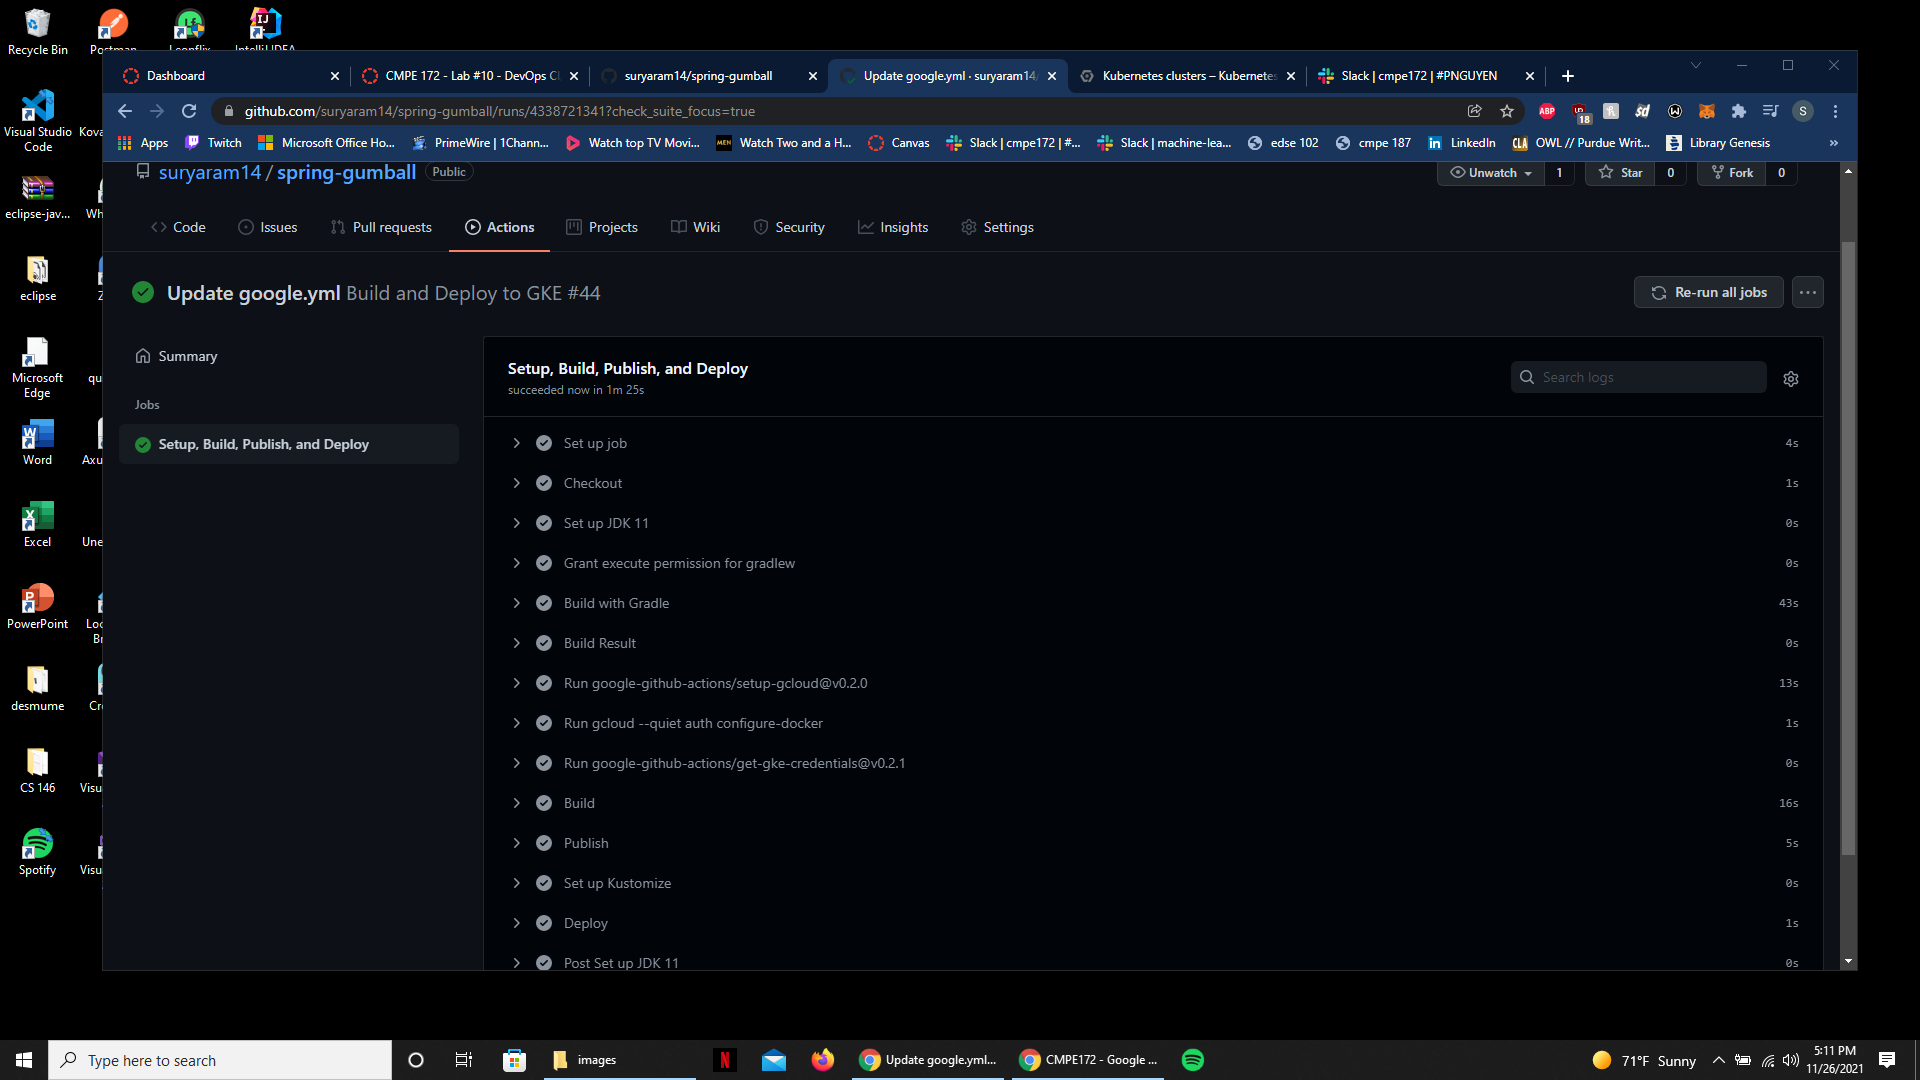 Recycle Bin
Postman
Leonflix
IntelliJ IDEA
Dashboard
CMPE 172 - Lab #10 - DevOps C
suryaram14/spring-gumball
Update google.yml · suryaram14/
Kubernetes clusters – Kubernetes
Slack | cmpe172 | #PNGUYEN
github.com/suryaram14/spring-gumball/runs/4338721341?check_suite_focus=true
ABP
18
S
Apps
Twitch
Microsoft Office Ho...
PrimeWire | 1Chann...
Watch top TV Movi...
MEN
Watch Two and a H...
Canvas
Slack | cmpe172 | #...
Slack | machine-lea...
edse 102
cmpe 187
LinkedIn
OWL // Purdue Writ...
Library Genesis
»
suryaram14 / spring-gumball
Public
Unwatch
1
Star
0
Fork
0
Code
Issues
Pull requests
Actions
Projects
Wiki
Security
Insights
Settings
Update google.yml Build and Deploy to GKE #44
Re-run all jobs
Summary
Jobs
Setup, Build, Publish, and Deploy
Setup, Build, Publish, and Deploy
succeeded now in 1m 25s
Search logs
Set up job 4s
Checkout 1s
Set up JDK 11 0s
Grant execute permission for gradlew 0s
Build with Gradle 43s
Build Result 0s
Run google-github-actions/setup-gcloud@v0.2.0 13s
Run gcloud --quiet auth configure-docker 1s
Run google-github-actions/get-gke-credentials@v0.2.1 0s
Build 16s
Publish 5s
Set up Kustomize 0s
Deploy 1s
Post Set up JDK 11 0s
Visual Studio
Code
Kova
eclipse-jav...
Wh
eclipse
Z
Microsoft
Edge
qu
Word
Axu
Excel
Une
PowerPoint
Loc
Br
desmume
Cr
CS 146
Visu
Spotify
Visu
Type here to search
images
Update google.yml...
CMPE172 - Google ...
71°F Sunny
5:11 PM
11/26/2021